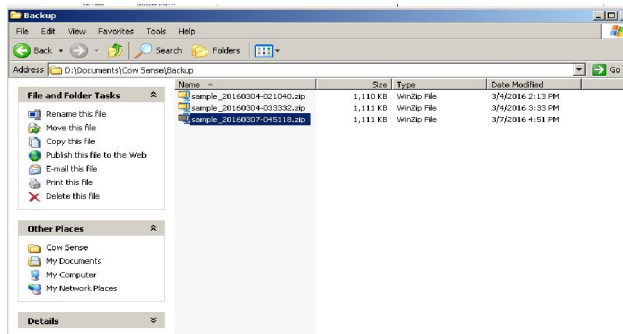 Backup
File Edit View Favorites Tools Help
Back Search Folders
Address D:\Documents\Cow Sense\Backup Go
Name Size Type Date Modified
File and Folder Tasks
Rename this file
Move this file
Copy this file
Publish this file to the Web
E-mail this file
Print this file
Delete this file
sample_20160304-021040.zip 1,110 KB WinZip File 3/4/2016 2:13 PM
sample_20160304-033332.zip 1,111 KB WinZip File 3/4/2016 3:33 PM
sample_20160307-045118.zip 1,111 KB WinZip File 3/7/2016 4:51 PM
Other Places
Cow Sense
My Documents
My Computer
My Network Places
Details